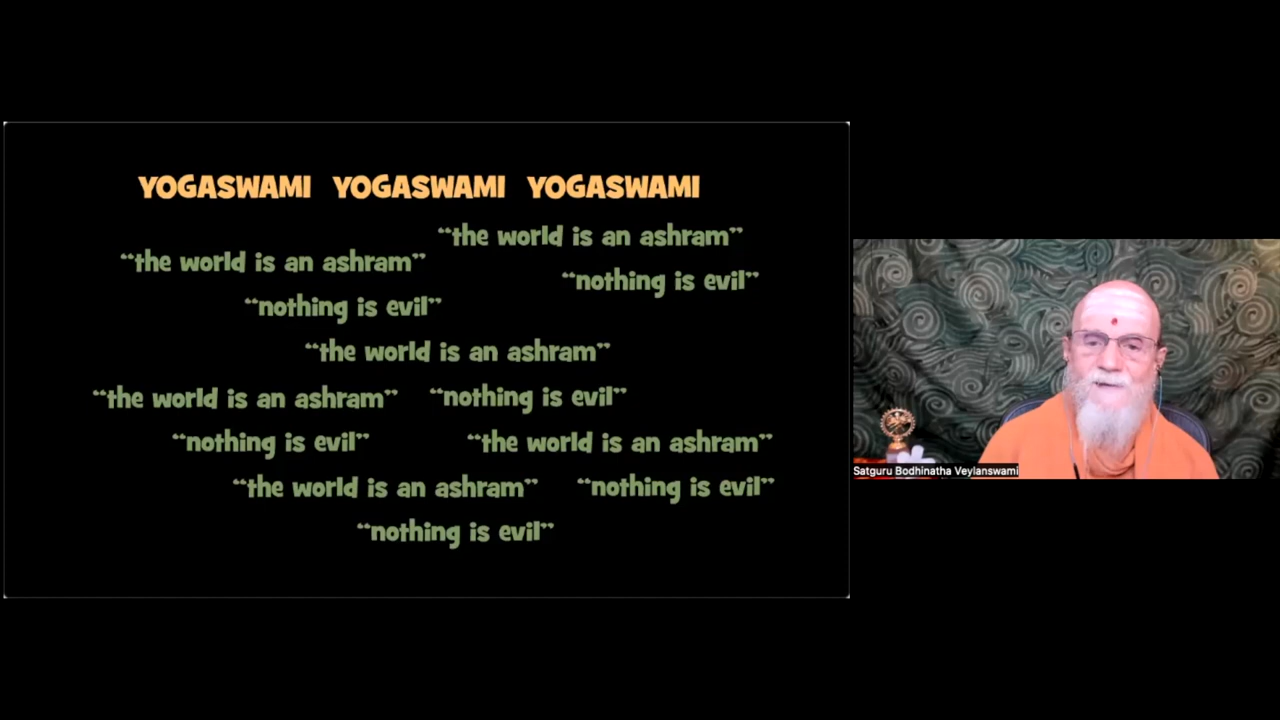 YOGASWAMI YOGASWAMI YOGASWAMI
“the world is an ashram”
“the world is an ashram”
“nothing is evil”
“nothing is evil”
“the world is an ashram”
“the world is an ashram” “nothing is evil”
“nothing is evil” “the world is an ashram”
“the world is an ashram” “nothing is evil”
“nothing is evil”
Satguru Bodhinatha Veylanswami